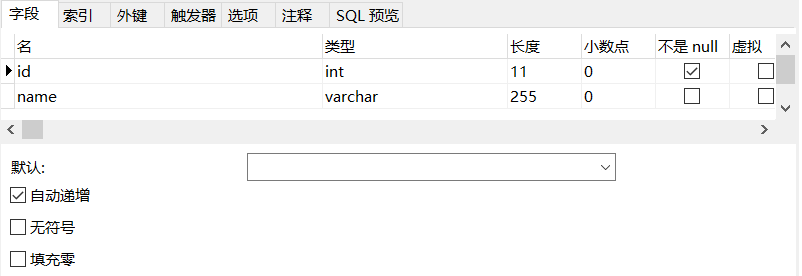 字段 索引 外键 触发器 选项 注释 SQL 预览
名 类型 长度 小数点 不是 null 虚拟
id int 11 0
name varchar 255 0
默认:
自动递增
无符号
填充零